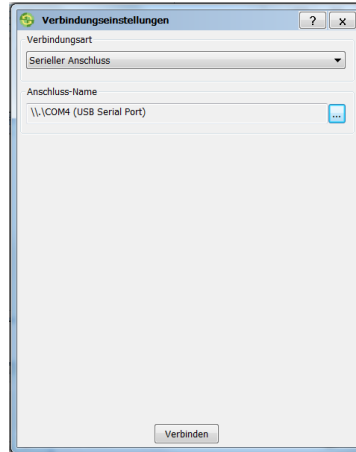 Verbindungseinstellungen
? x
Verbindungsart
Serieller Anschluss
Anschluss-Name
\\.\COM4 (USB Serial Port)
...
Verbinden